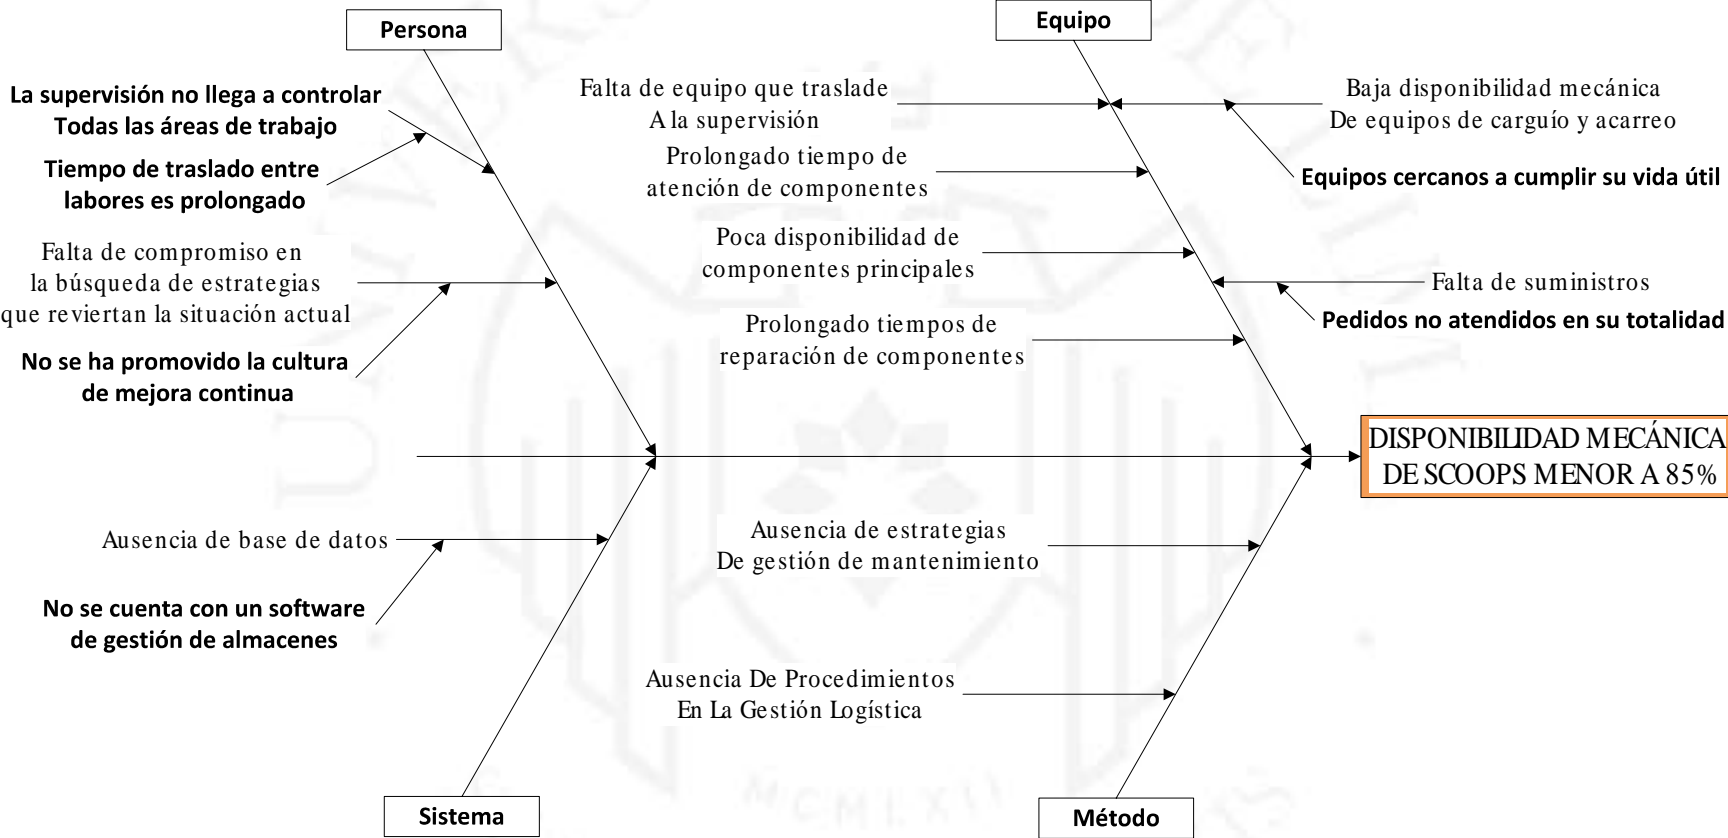 Persona
Equipo
La supervisión no llega a controlar
Todas las áreas de trabajo
Tiempo de traslado entre
labores es prolongado
Falta de compromiso en
la búsqueda de estrategias
que reviertan la situación actual
No se ha promovido la cultura
de mejora continua
Falta de equipo que traslade
A la supervisión
Prolongado tiempo de
atención de componentes
Poca disponibilidad de
componentes principales
Prolongado tiempos de
reparación de componentes
Baja disponibilidad mecánica
De equipos de carguío y acarreo
Equipos cercanos a cumplir su vida útil
Falta de suministros
Pedidos no atendidos en su totalidad
DISPONIBILIDAD MECÁNICA
DE SCOOPS MENOR A 85%
Ausencia de base de datos
No se cuenta con un software
de gestión de almacenes
Ausencia de estrategias
De gestión de mantenimiento
Ausencia De Procedimientos
En La Gestión Logística
Sistema
Método
MCMLXII